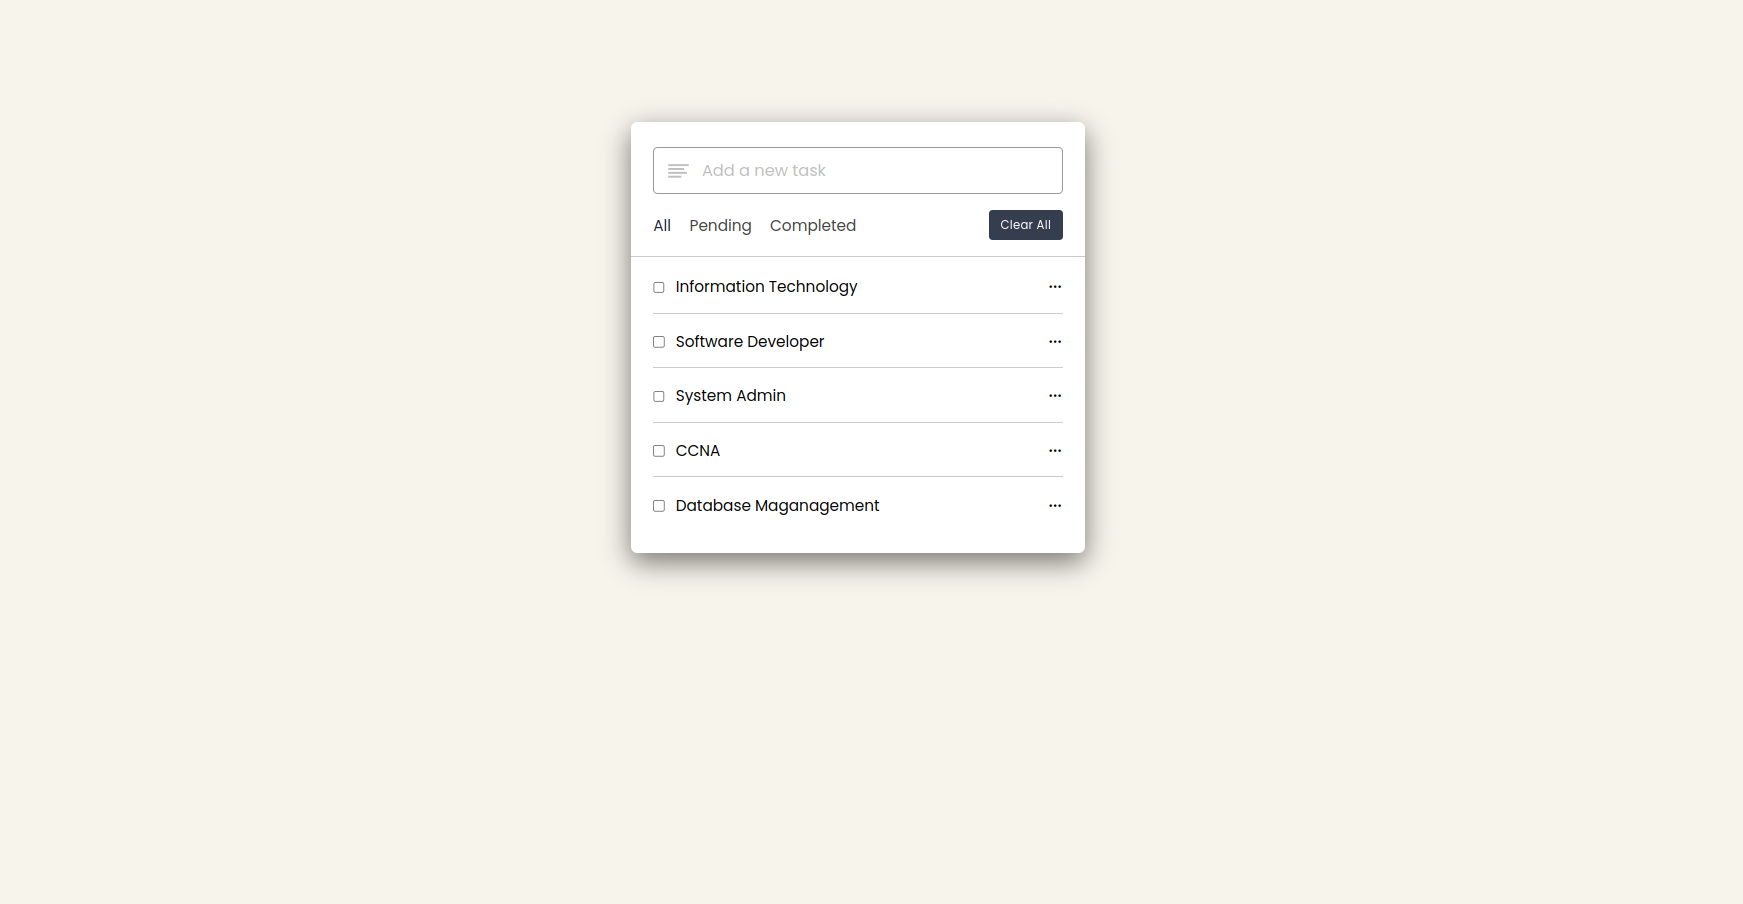 Add a new task
All Pending Completed Clear All
Information Technology
Software Developer
System Admin
CCNA
Database Maganagement